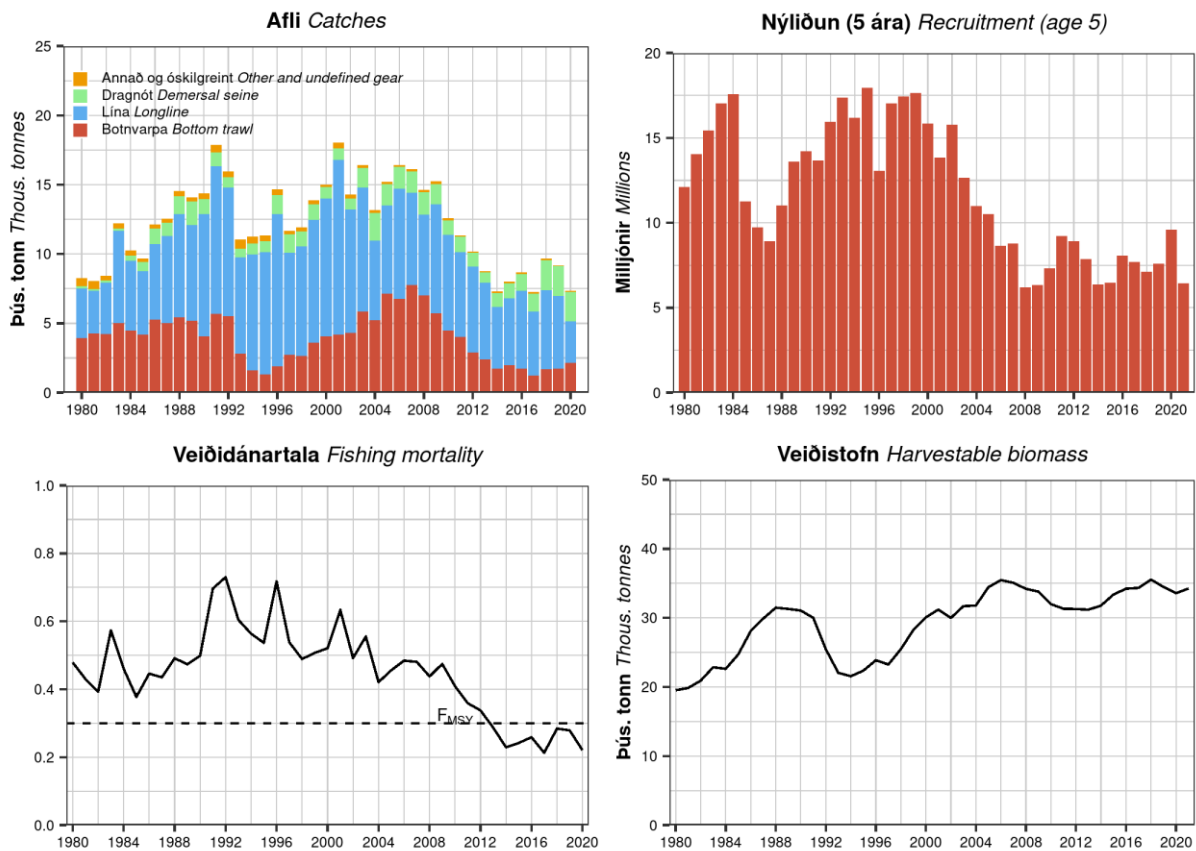 Afli Catches
Þús. tonn Thous. tonnes
25
20
15
10
5
0
Annað og óskilgreint Other and undefined gear
Dragnót Demersal seine
Lína Longline
Botnvarpa Bottom trawl
1980 1984 1988 1992 1996 2000 2004 2008 2012 2016 2020
Nýliðun (5 ára) Recruitment (age 5)
Milljónir Millions
20
15
10
5
0
1980 1984 1988 1992 1996 2000 2004 2008 2012 2016 2020
Veiðidánartala Fishing mortality
1.0
0.8
0.6
0.4
0.2
0.0
FMSY
1980 1984 1988 1992 1996 2000 2004 2008 2012 2016 2020
Veiðistofn Harvestable biomass
Þús. tonn Thous. tonnes
50
40
30
20
10
0
1980 1984 1988 1992 1996 2000 2004 2008 2012 2016 2020